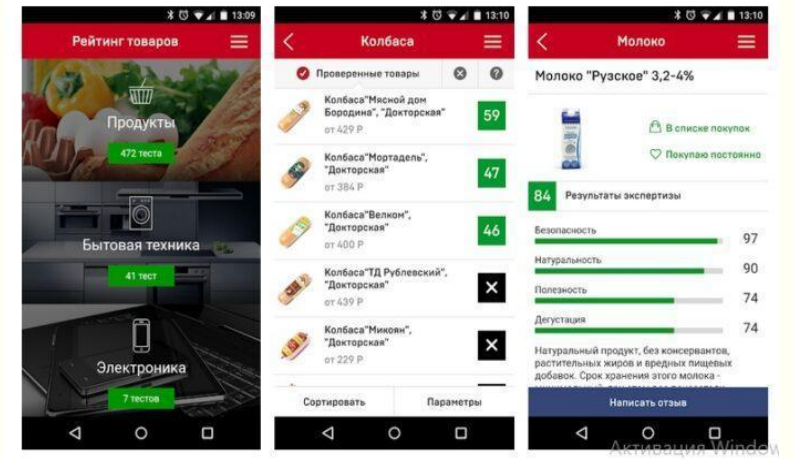 13:09
Рейтинг товаров
Продукты
472 теста
Бытовая техника
41 тест
Электроника
7 тестов
13:10
Колбаса
Проверенные товары
Колбаса"Мясной дом
Бородина", "Докторская"
от 429 Р
59
Колбаса"Мортадель",
"Докторская"
от 384 Р
47
Колбаса"Велком",
"Докторская"
от 400 Р
46
Колбаса"ТД Рублевский",
"Докторская"
от 439 Р
Колбаса"Микоян",
"Докторская"
от 229 Р
Сортировать Параметры
13:10
Молоко
Молоко "Рузское" 3,2-4%
В списке покупок
Покупаю постоянно
84 Результаты экспертизы
Безопасность
97
Натуральность
90
Полезность
74
Дегустация
74
Натуральный продукт, без консервантов,
растительных жиров и вредных пищевых
добавок. Срок хранения этого молока -
Написать отзыв
Активация Window